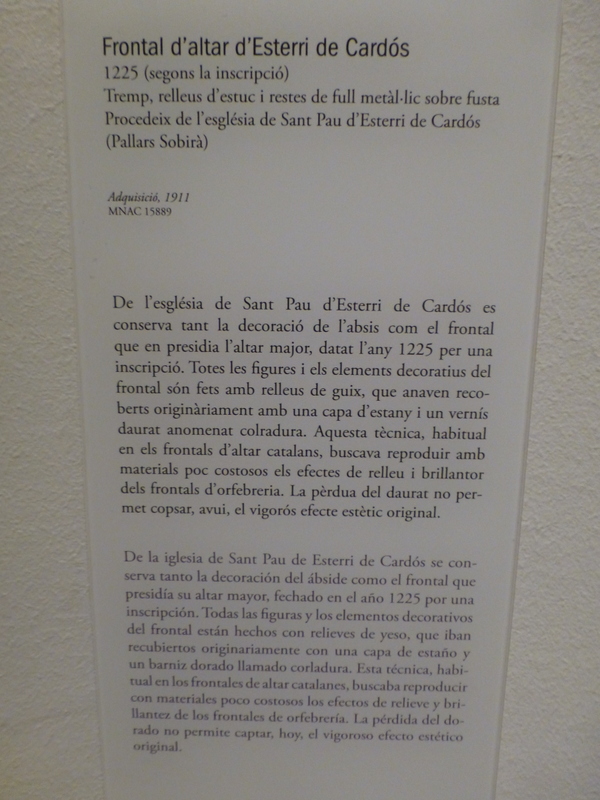 Frontal d'altar d'Esterri de Cardós
1225 (segons la inscripció)
Tremp, relleus d'estuc i restes de full metàl·lic sobre fusta
Procedeix de l'església de Sant Pau d'Esterri de Cardós
(Pallars Sobirà)
Adquisició, 1911
MNAC 15889
De l'església de Sant Pau d'Esterri de Cardós es
conserva tant la decoració de l'absis com el frontal
que en presidia l'altar major, datat l'any 1225 per una
inscripció. Totes les figures i els elements decoratius del
frontal són fets amb relleus de guix, que anaven reco-
berts originàriament amb una capa d'estany i un vernís
daurat anomenat colradura. Aquesta tècnica, habitual
en els frontals d'altar catalans, buscava reproduir amb
materials poc costosos els efectes de relleu i brillantor
dels frontals d'orfebreria. La pèrdua del daurat no per-
met copsar, avui, el vigorós efecte estètic original.
De la iglesia de Sant Pau de Esterri de Cardós se con-
serva tanto la decoración del ábside como el frontal que
presidía su altar mayor, fechado en el año 1225 por una
inscripción. Todas las figuras y los elementos decorativos
del frontal están hechos con relieves de yeso, que iban
recubiertos originariamente con una capa de estaño y
un barniz dorado llamado corladura. Esta técnica, habi-
tual en los frontales de altar catalanes, buscaba reproducir
con materiales poco costosos los efectos de relieve y bri-
llantez de los frontales de orfebrería. La pérdida del do-
rado no permite captar, hoy, el vigoroso efecto estético
original.